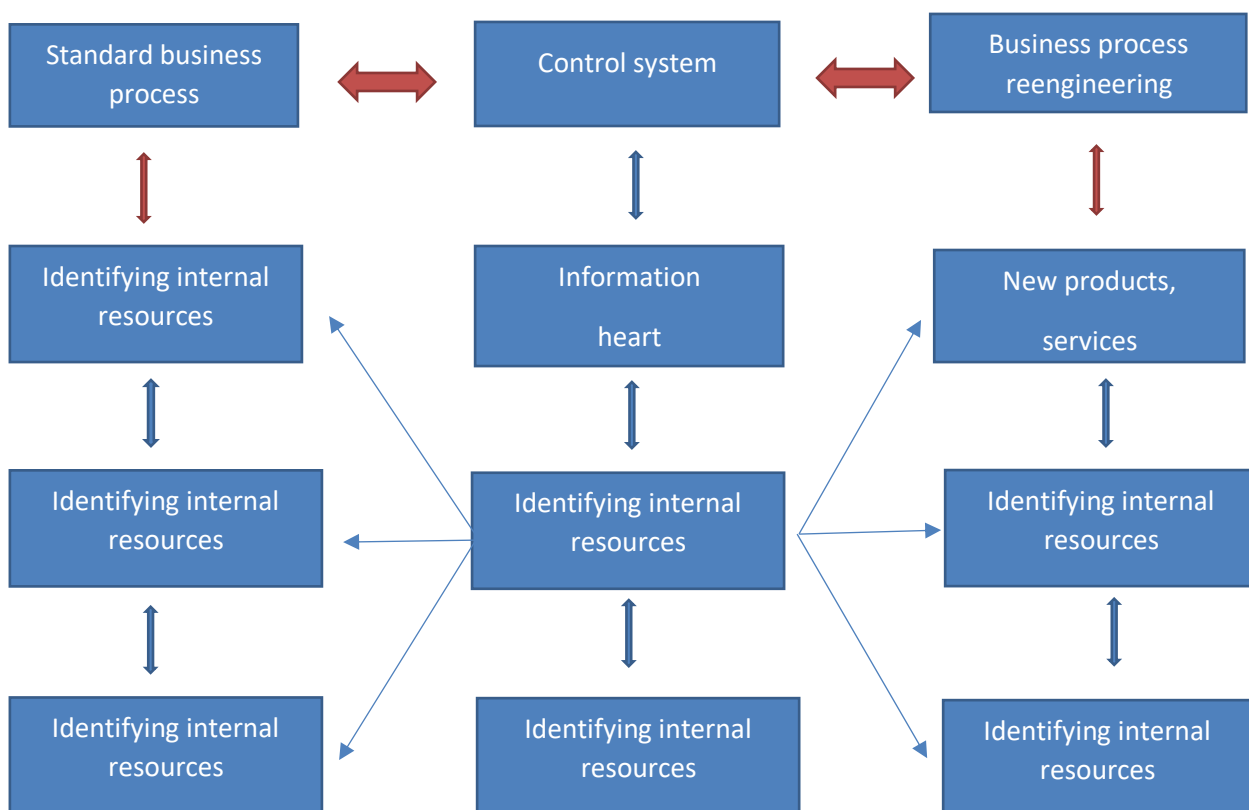 Standard business
process
Control system
Business process
reengineering
Identifying internal
resources
Information
heart
New products,
services
Identifying internal
resources
Identifying internal
resources
Identifying internal
resources
Identifying internal
resources
Identifying internal
resources
Identifying internal
resources